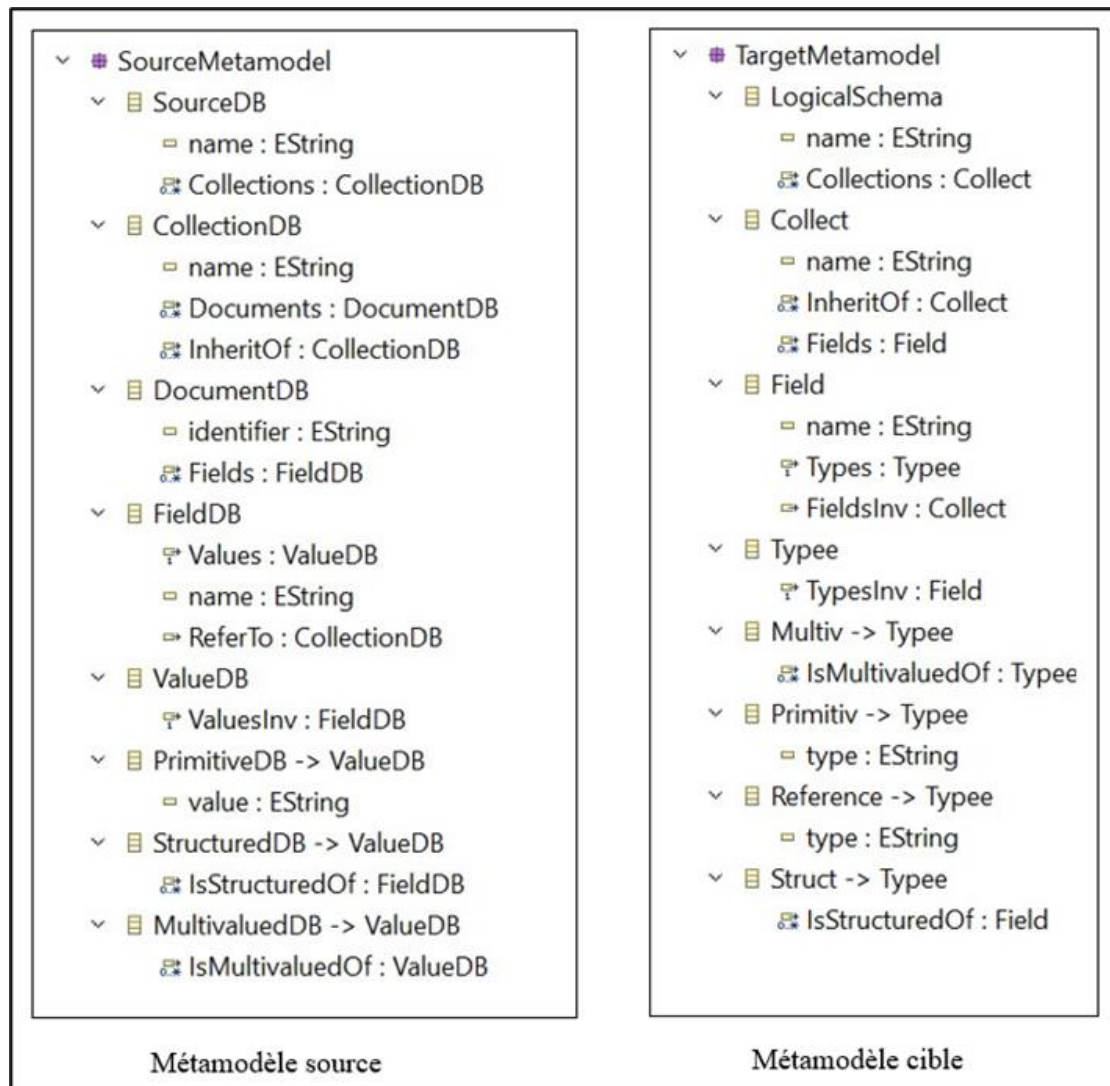 SourceMetamodel
SourceDB
name : EString
Collections : CollectionDB
CollectionDB
name : EString
Documents : DocumentDB
InheritOf : CollectionDB
DocumentDB
identifier : EString
Fields : FieldDB
FieldDB
Values : ValueDB
name : EString
ReferTo : CollectionDB
ValueDB
ValuesInv : FieldDB
PrimitiveDB -> ValueDB
value : EString
StructuredDB -> ValueDB
IsStructuredOf : FieldDB
MultivaluedDB -> ValueDB
IsMultivaluedOf : ValueDB
Métamodèle source
TargetMetamodel
LogicalSchema
name : EString
Collections : Collect
Collect
name : EString
InheritOf : Collect
Fields : Field
Field
name : EString
Types : Typee
FieldsInv : Collect
Typee
TypesInv : Field
Multiv -> Typee
IsMultivaluedOf : Typee
Primitiv -> Typee
type : EString
Reference -> Typee
type : EString
Struct -> Typee
IsStructuredOf : Field
Métamodèle cible